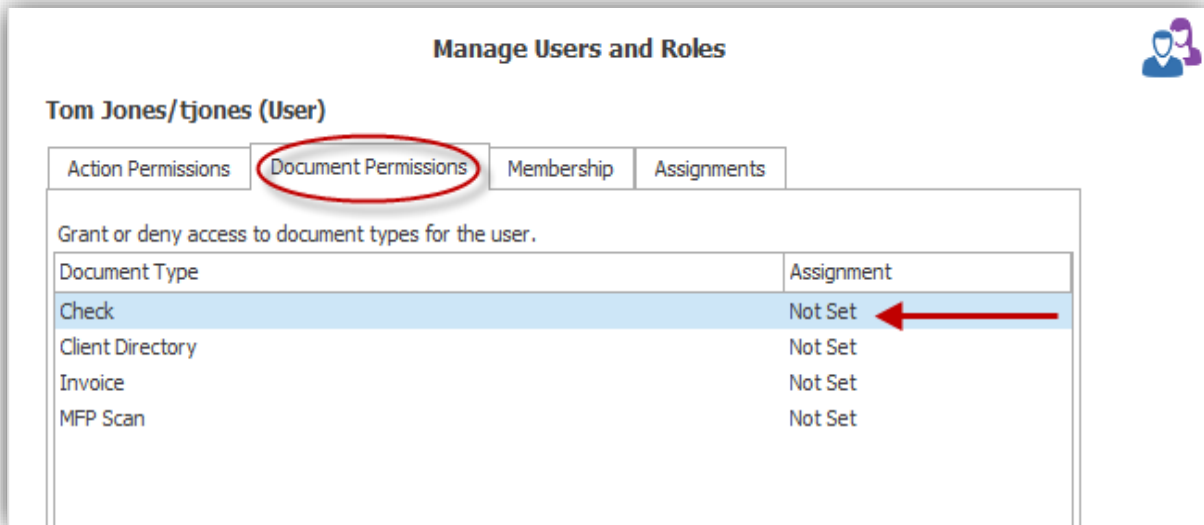 Manage Users and Roles
Tom Jones/tjones (User)
Action Permissions Document Permissions Membership Assignments
Grant or deny access to document types for the user.
Document Type Assignment
Check Not Set
Client Directory Not Set
Invoice Not Set
MFP Scan Not Set